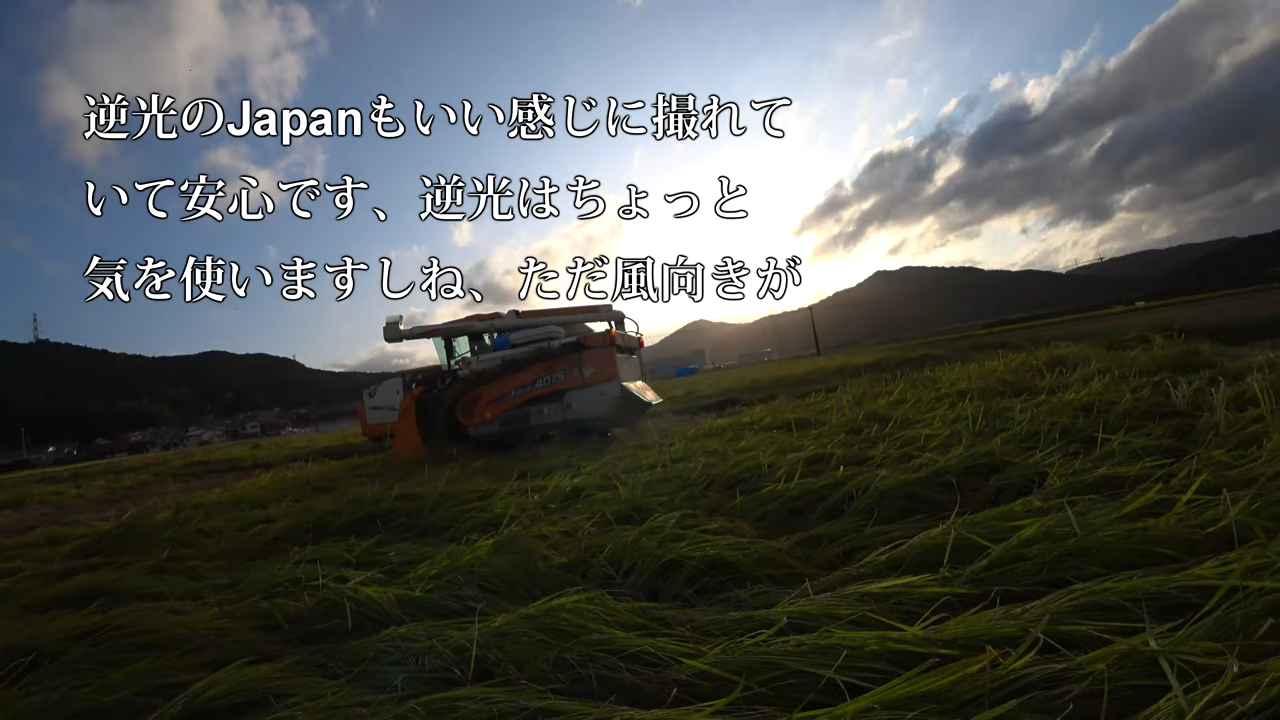 逆光のJapanもいい感じに撮れて
いて安心です、逆光はちょっと
気を使いますしね、ただ風向きが
Japan 407S